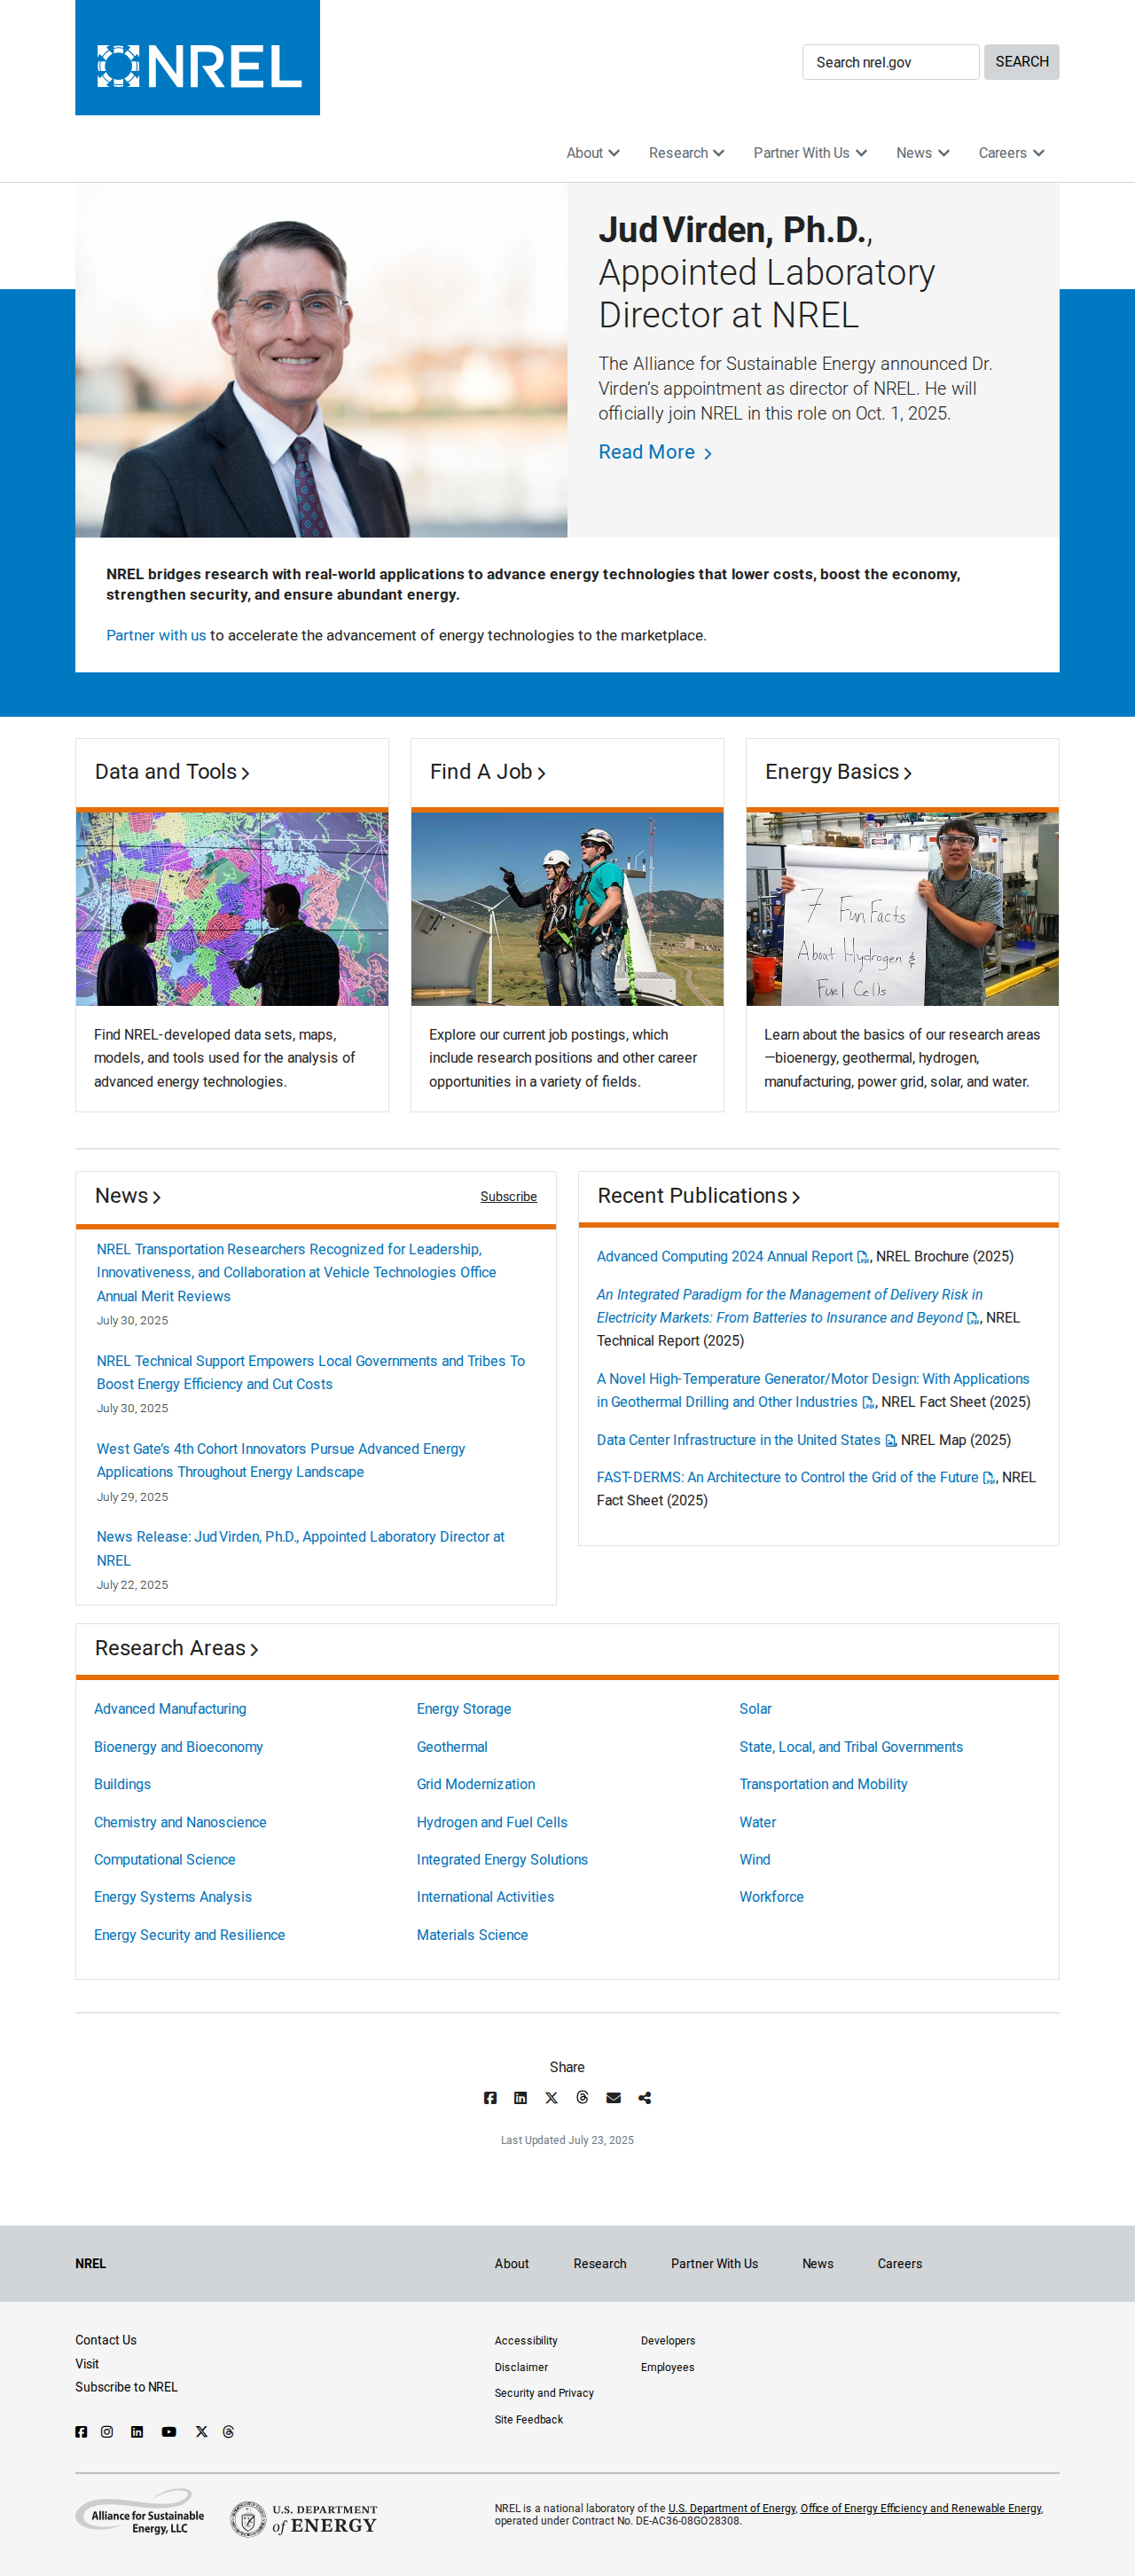 NREL
Search nrel.gov
SEARCH
About
Research
Partner With Us
News
Careers
Jud Virden, Ph.D.,
Appointed Laboratory
Director at NREL
The Alliance for Sustainable Energy announced Dr.
Virden’s appointment as director of NREL. He will
officially join NREL in this role on Oct. 1, 2025.
Read More
NREL bridges research with real-world applications to advance energy technologies that lower costs, boost the economy,
strengthen security, and ensure abundant energy.
Partner with us to accelerate the advancement of energy technologies to the marketplace.
Data and Tools
Find NREL-developed data sets, maps,
models, and tools used for the analysis of
advanced energy technologies.
Find A Job
Explore our current job postings, which
include research positions and other career
opportunities in a variety of fields.
Energy Basics
7 Fun Facts
About Hydrogen &
Fuel Cells
Learn about the basics of our research areas
—bioenergy, geothermal, hydrogen,
manufacturing, power grid, solar, and water.
News
Subscribe
NREL Transportation Researchers Recognized for Leadership,
Innovativeness, and Collaboration at Vehicle Technologies Office
Annual Merit Reviews
July 30, 2025
NREL Technical Support Empowers Local Governments and Tribes To
Boost Energy Efficiency and Cut Costs
July 30, 2025
West Gate’s 4th Cohort Innovators Pursue Advanced Energy
Applications Throughout Energy Landscape
July 29, 2025
News Release: Jud Virden, Ph.D., Appointed Laboratory Director at
NREL
July 22, 2025
Recent Publications
Advanced Computing 2024 Annual Report, NREL Brochure (2025)
An Integrated Paradigm for the Management of Delivery Risk in
Electricity Markets: From Batteries to Insurance and Beyond, NREL
Technical Report (2025)
A Novel High-Temperature Generator/Motor Design: With Applications
in Geothermal Drilling and Other Industries, NREL Fact Sheet (2025)
Data Center Infrastructure in the United States, NREL Map (2025)
FAST-DERMS: An Architecture to Control the Grid of the Future, NREL
Fact Sheet (2025)
Research Areas
Advanced Manufacturing
Bioenergy and Bioeconomy
Buildings
Chemistry and Nanoscience
Computational Science
Energy Systems Analysis
Energy Security and Resilience
Energy Storage
Geothermal
Grid Modernization
Hydrogen and Fuel Cells
Integrated Energy Solutions
International Activities
Materials Science
Solar
State, Local, and Tribal Governments
Transportation and Mobility
Water
Wind
Workforce
Share
Last Updated July 23, 2025
NREL
About
Research
Partner With Us
News
Careers
Contact Us
Visit
Subscribe to NREL
Accessibility
Disclaimer
Security and Privacy
Site Feedback
Developers
Employees
Alliance for Sustainable
Energy, LLC
U.S. DEPARTMENT
of ENERGY
NREL is a national laboratory of the U.S. Department of Energy, Office of Energy Efficiency and Renewable Energy,
operated under Contract No. DE-AC36-08GO28308.